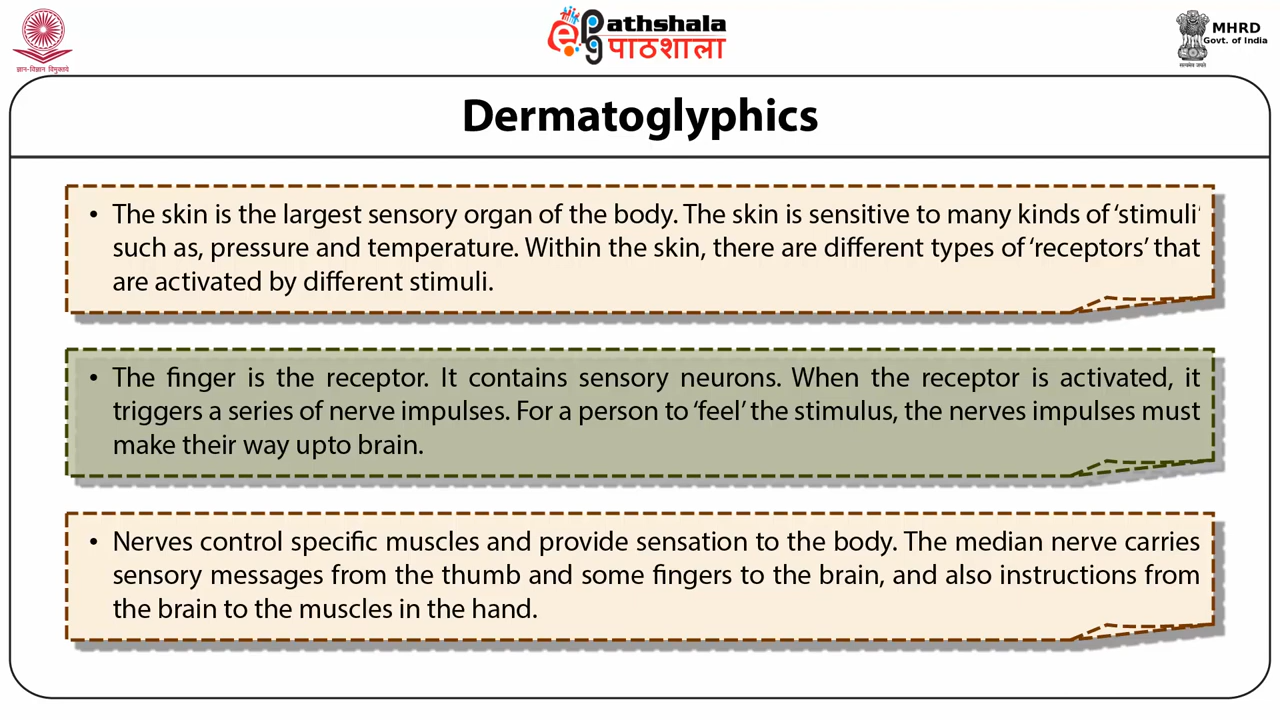 ज्ञान-विज्ञान विमुक्तये
ePG Pathshala
पाठशाला
सत्यमेव जयते
MHRD
Govt. of India
Dermatoglyphics
• The skin is the largest sensory organ of the body. The skin is sensitive to many kinds of ‘stimuli’
such as, pressure and temperature. Within the skin, there are different types of ‘receptors’ that
are activated by different stimuli.
• The finger is the receptor. It contains sensory neurons. When the receptor is activated, it
triggers a series of nerve impulses. For a person to ‘feel’ the stimulus, the nerves impulses must
make their way upto brain.
• Nerves control specific muscles and provide sensation to the body. The median nerve carries
sensory messages from the thumb and some fingers to the brain, and also instructions from
the brain to the muscles in the hand.